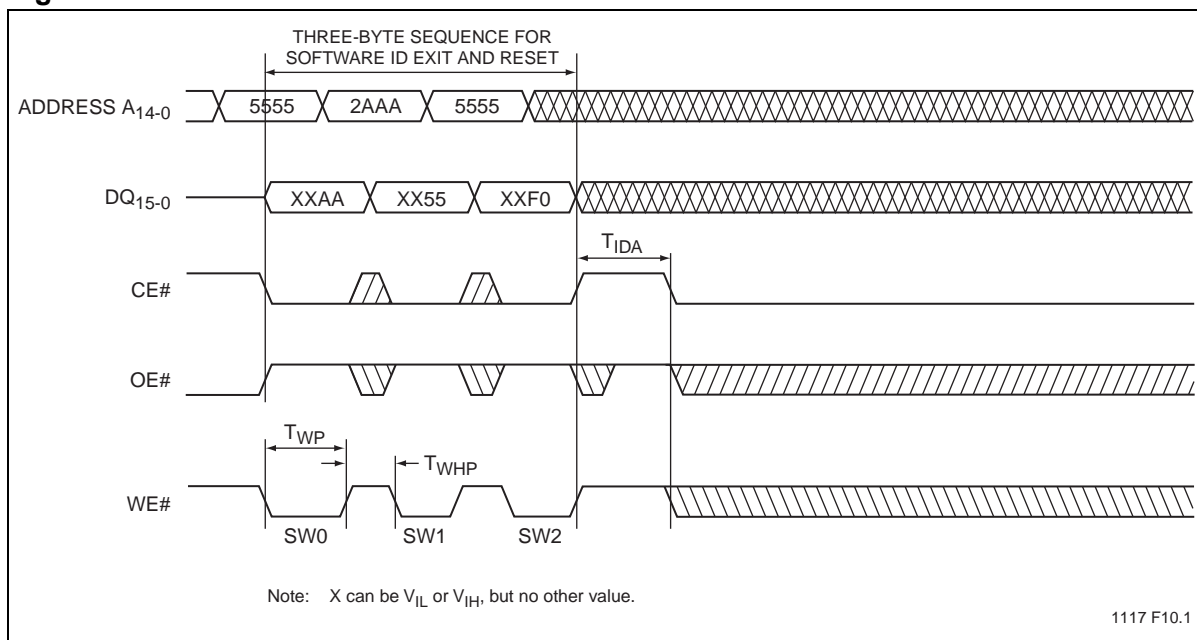 THREE-BYTE SEQUENCE FOR
SOFTWARE ID EXIT AND RESET
ADDRESS A14-0
5555
2AAA
5555
DQ15-0
XXAA
XX55
XXF0
TIDA
CE#
OE#
TWP
TWHP
WE#
SW0
SW1
SW2
Note: X can be VIL or VIH, but no other value.
1117 F10.1